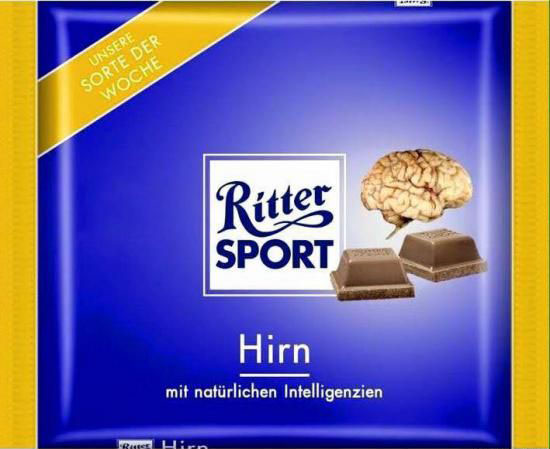 UNSERE
SORTE DER
WOCHE
Ritter
SPORT
Hirn
mit natürlichen Intelligenzien
Ritter
Hirn